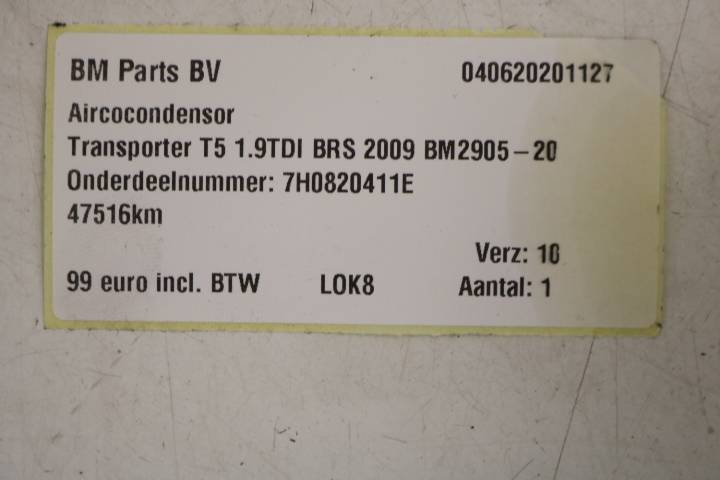 BM Parts BV 040620201127
Aircocondensor
Transporter T5 1.9TDI BRS 2009 BM2905-20
Onderdeelnummer: 7H0820411E
47516km
Verz: 10
99 euro incl. BTW LOK8 Aantal: 1